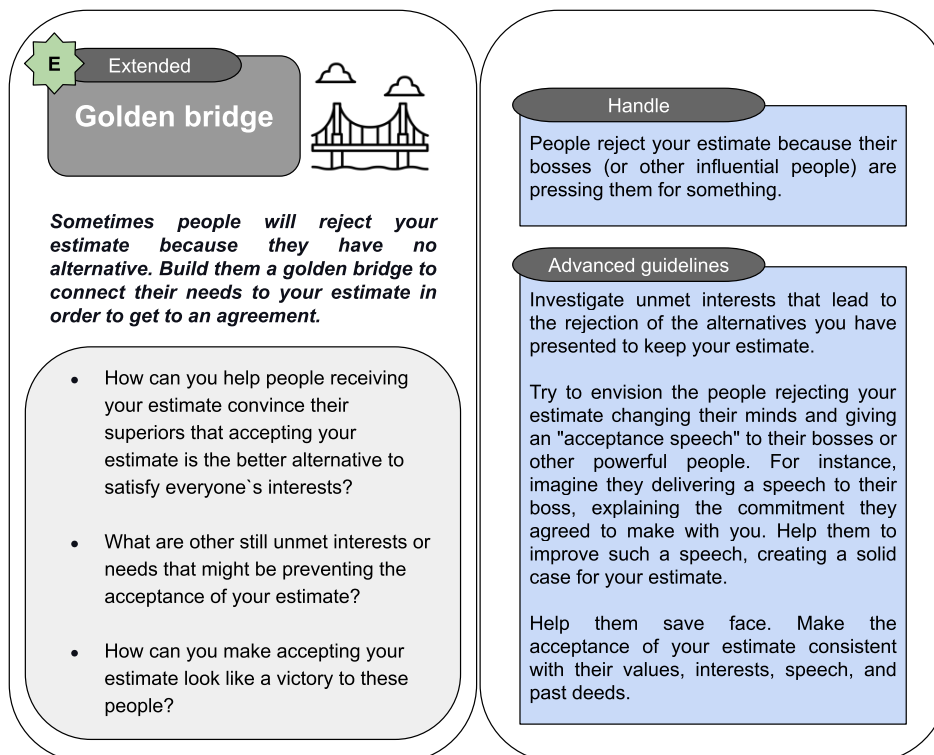 E
Extended
Golden bridge
Sometimes people will reject your
estimate because they have no
alternative. Build them a golden bridge to
connect their needs to your estimate in
order to get to an agreement.
• How can you help people receiving
your estimate convince their
superiors that accepting your
estimate is the better alternative to
satisfy everyone`s interests?
• What are other still unmet interests or
needs that might be preventing the
acceptance of your estimate?
• How can you make accepting your
estimate look like a victory to these
people?
Handle
People reject your estimate because their
bosses (or other influential people) are
pressing them for something.
Advanced guidelines
Investigate unmet interests that lead to
the rejection of the alternatives you have
presented to keep your estimate.
Try to envision the people rejecting your
estimate changing their minds and giving
an "acceptance speech" to their bosses or
other powerful people. For instance,
imagine they delivering a speech to their
boss, explaining the commitment they
agreed to make with you. Help them to
improve such a speech, creating a solid
case for your estimate.
Help them save face. Make the
acceptance of your estimate consistent
with their values, interests, speech, and
past deeds.